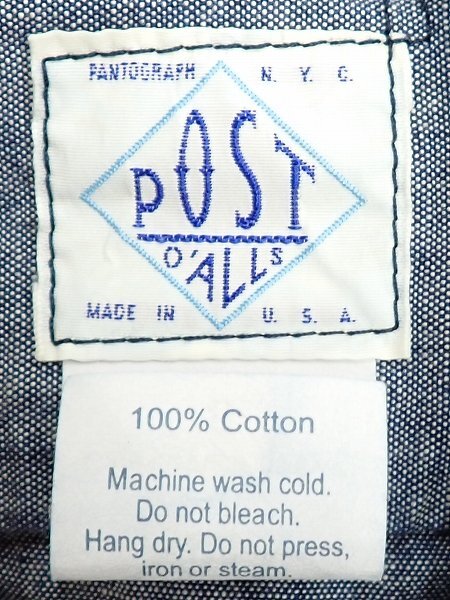 PANTOGRAPH N. Y. C.
POST
O'ALLS
MADE IN U. S. A.
100% Cotton
Machine wash cold.
Do not bleach.
Hang dry. Do not press,
iron or steam.